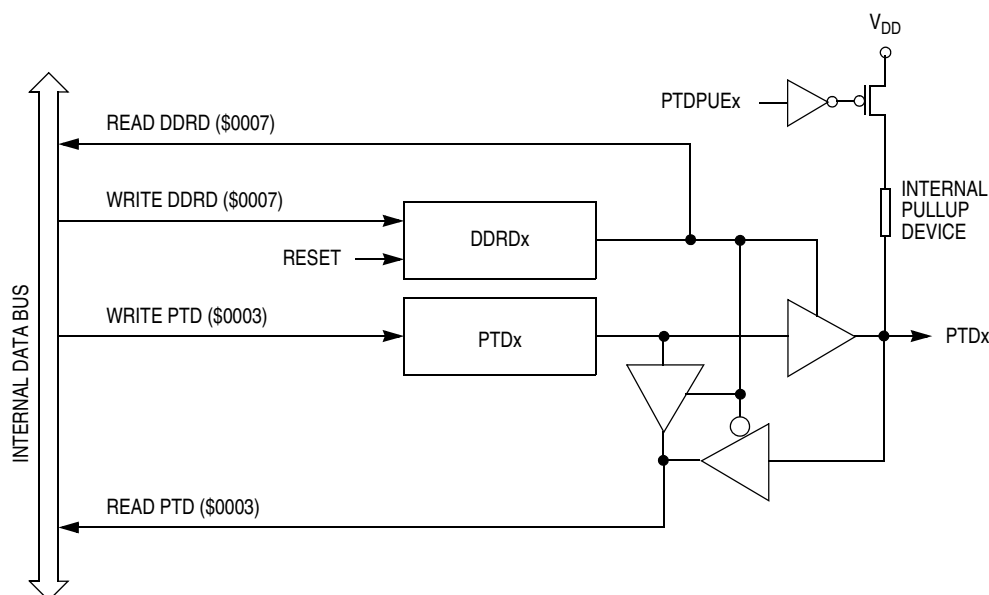 V_DD
PTDPUEx
READ DDRD ($0007)
WRITE DDRD ($0007)
INTERNAL
PULLUP
DEVICE
DDRDx
RESET
WRITE PTD ($0003)
PTDx
PTDx
INTERNAL DATA BUS
READ PTD ($0003)